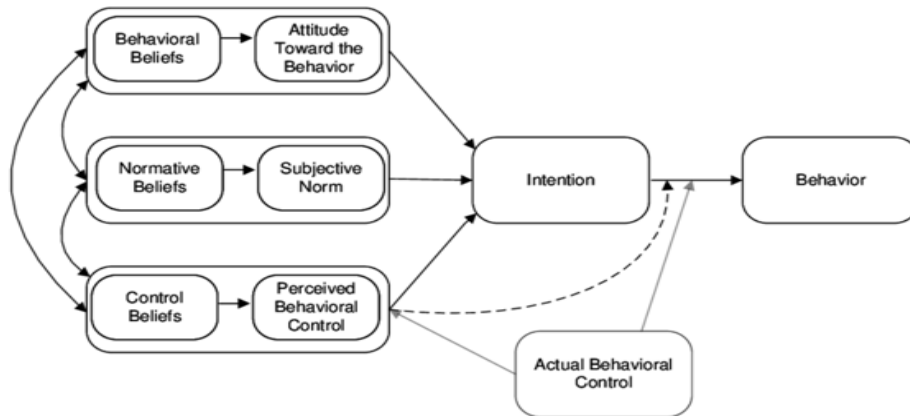 Behavioral
Beliefs
Attitude
Toward the
Behavior
Normative
Beliefs
Subjective
Norm
Intention
Behavior
Control
Beliefs
Perceived
Behavioral
Control
Actual Behavioral
Control